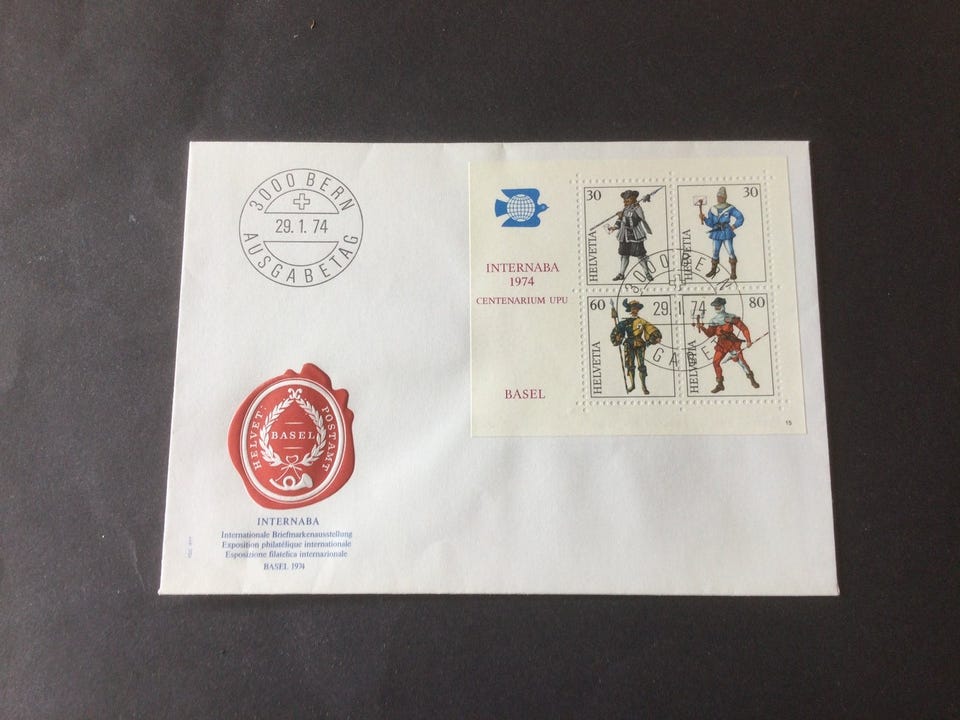 3000 BERN
29.1.74
AUSGABETAG
INTERNABA
1974
CENTENARIUM UPU
BASEL
30
HELVETIA
30
HELVETIA
60
HELVETIA
80
HELVETIA
29.1.74
15
HELVET: POSTAMT
BASEL
INTERNABA
Internationale Briefmarkenausstellung
Exposition philatélique internationale
Esposizione filatelica internazionale
BASEL 1974